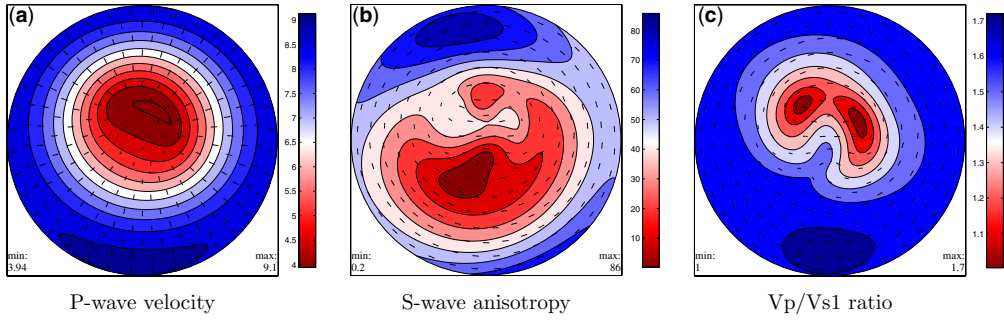 (a)
9
8.5
8
7.5
7
6.5
6
5.5
5
4.5
4
min:
3.94
max:
9.1
P-wave velocity
(b)
80
70
60
50
40
30
20
10
min:
0.2
max:
86
S-wave anisotropy
(c)
1.7
1.6
1.5
1.4
1.3
1.2
1.1
min:
1
max:
1.7
Vp/Vs1 ratio